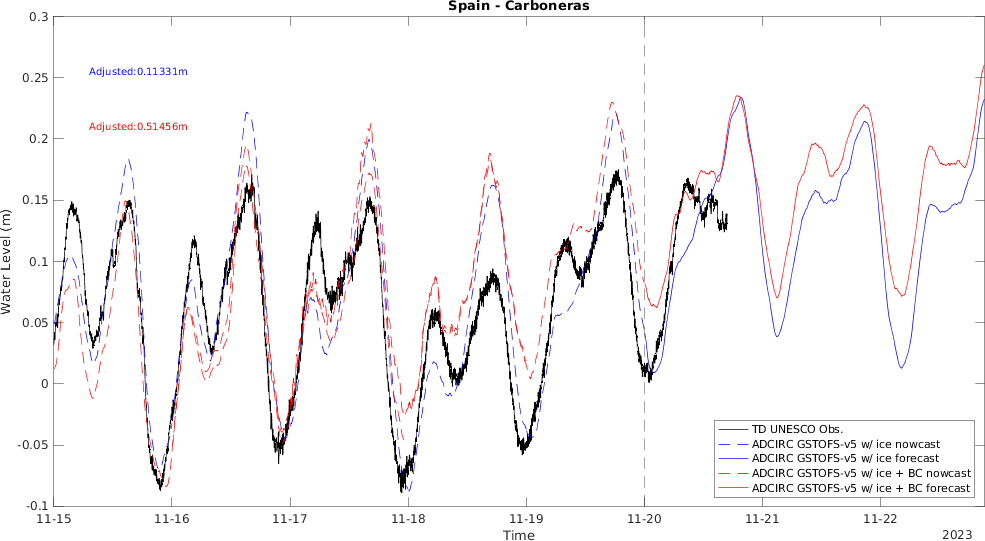 Spain - Carboneras
0.3
0.25
0.2
0.15
0.1
0.05
0
-0.05
-0.1
Water Level (m)
Adjusted:0.11331m
Adjusted:0.51456m
TD UNESCO Obs.
ADCIRC GSTOFS-v5 w/ ice nowcast
ADCIRC GSTOFS-v5 w/ ice forecast
ADCIRC GSTOFS-v5 w/ ice + BC nowcast
ADCIRC GSTOFS-v5 w/ ice + BC forecast
11-15 11-16 11-17 11-18 11-19 11-20 11-21 11-22
Time
2023